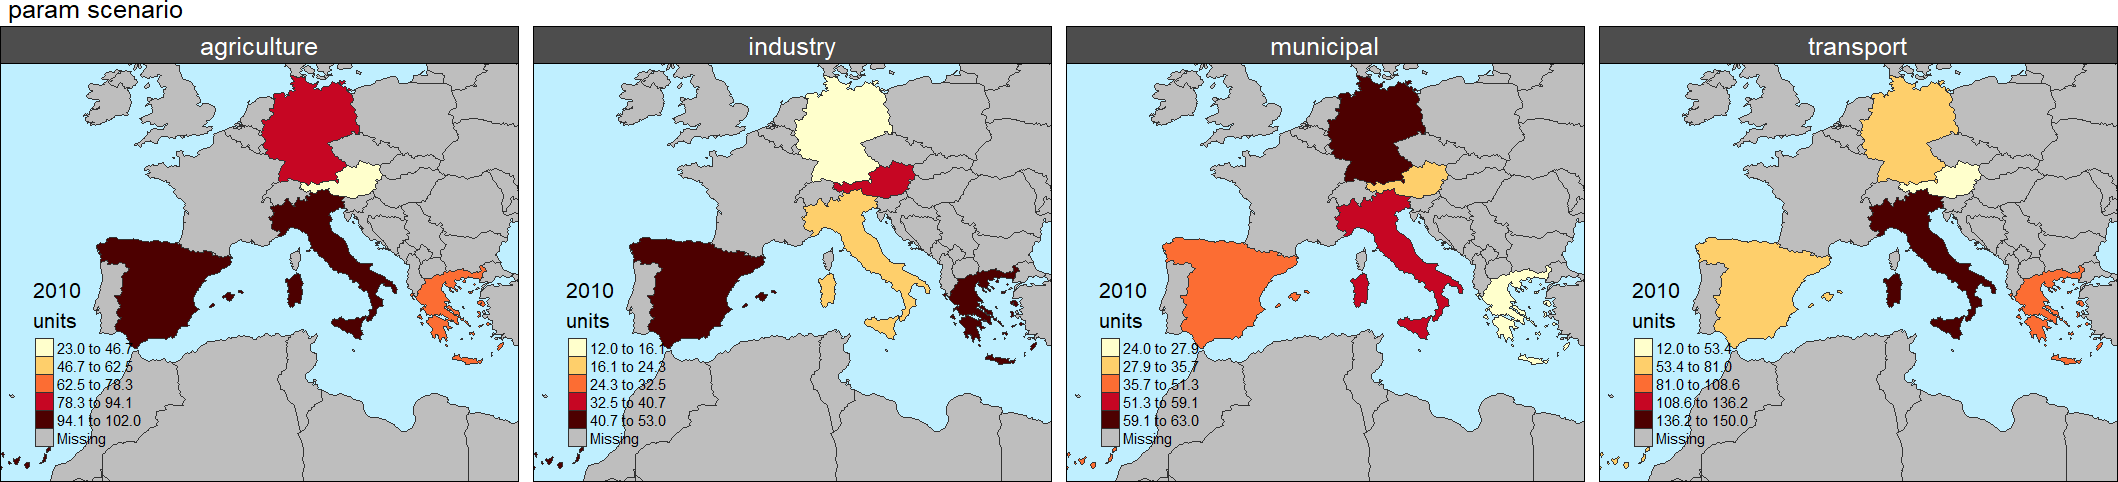 param scenario
agriculture
2010
units
23.0 to 46.7
46.7 to 62.5
62.5 to 78.3
78.3 to 94.1
94.1 to 102.0
Missing
industry
2010
units
12.0 to 16.1
16.1 to 24.3
24.3 to 32.5
32.5 to 40.7
40.7 to 53.0
Missing
municipal
2010
units
24.0 to 27.9
27.9 to 35.7
35.7 to 51.3
51.3 to 59.1
59.1 to 63.0
Missing
transport
2010
units
12.0 to 53.4
53.4 to 81.0
81.0 to 108.6
108.6 to 136.2
136.2 to 150.0
Missing